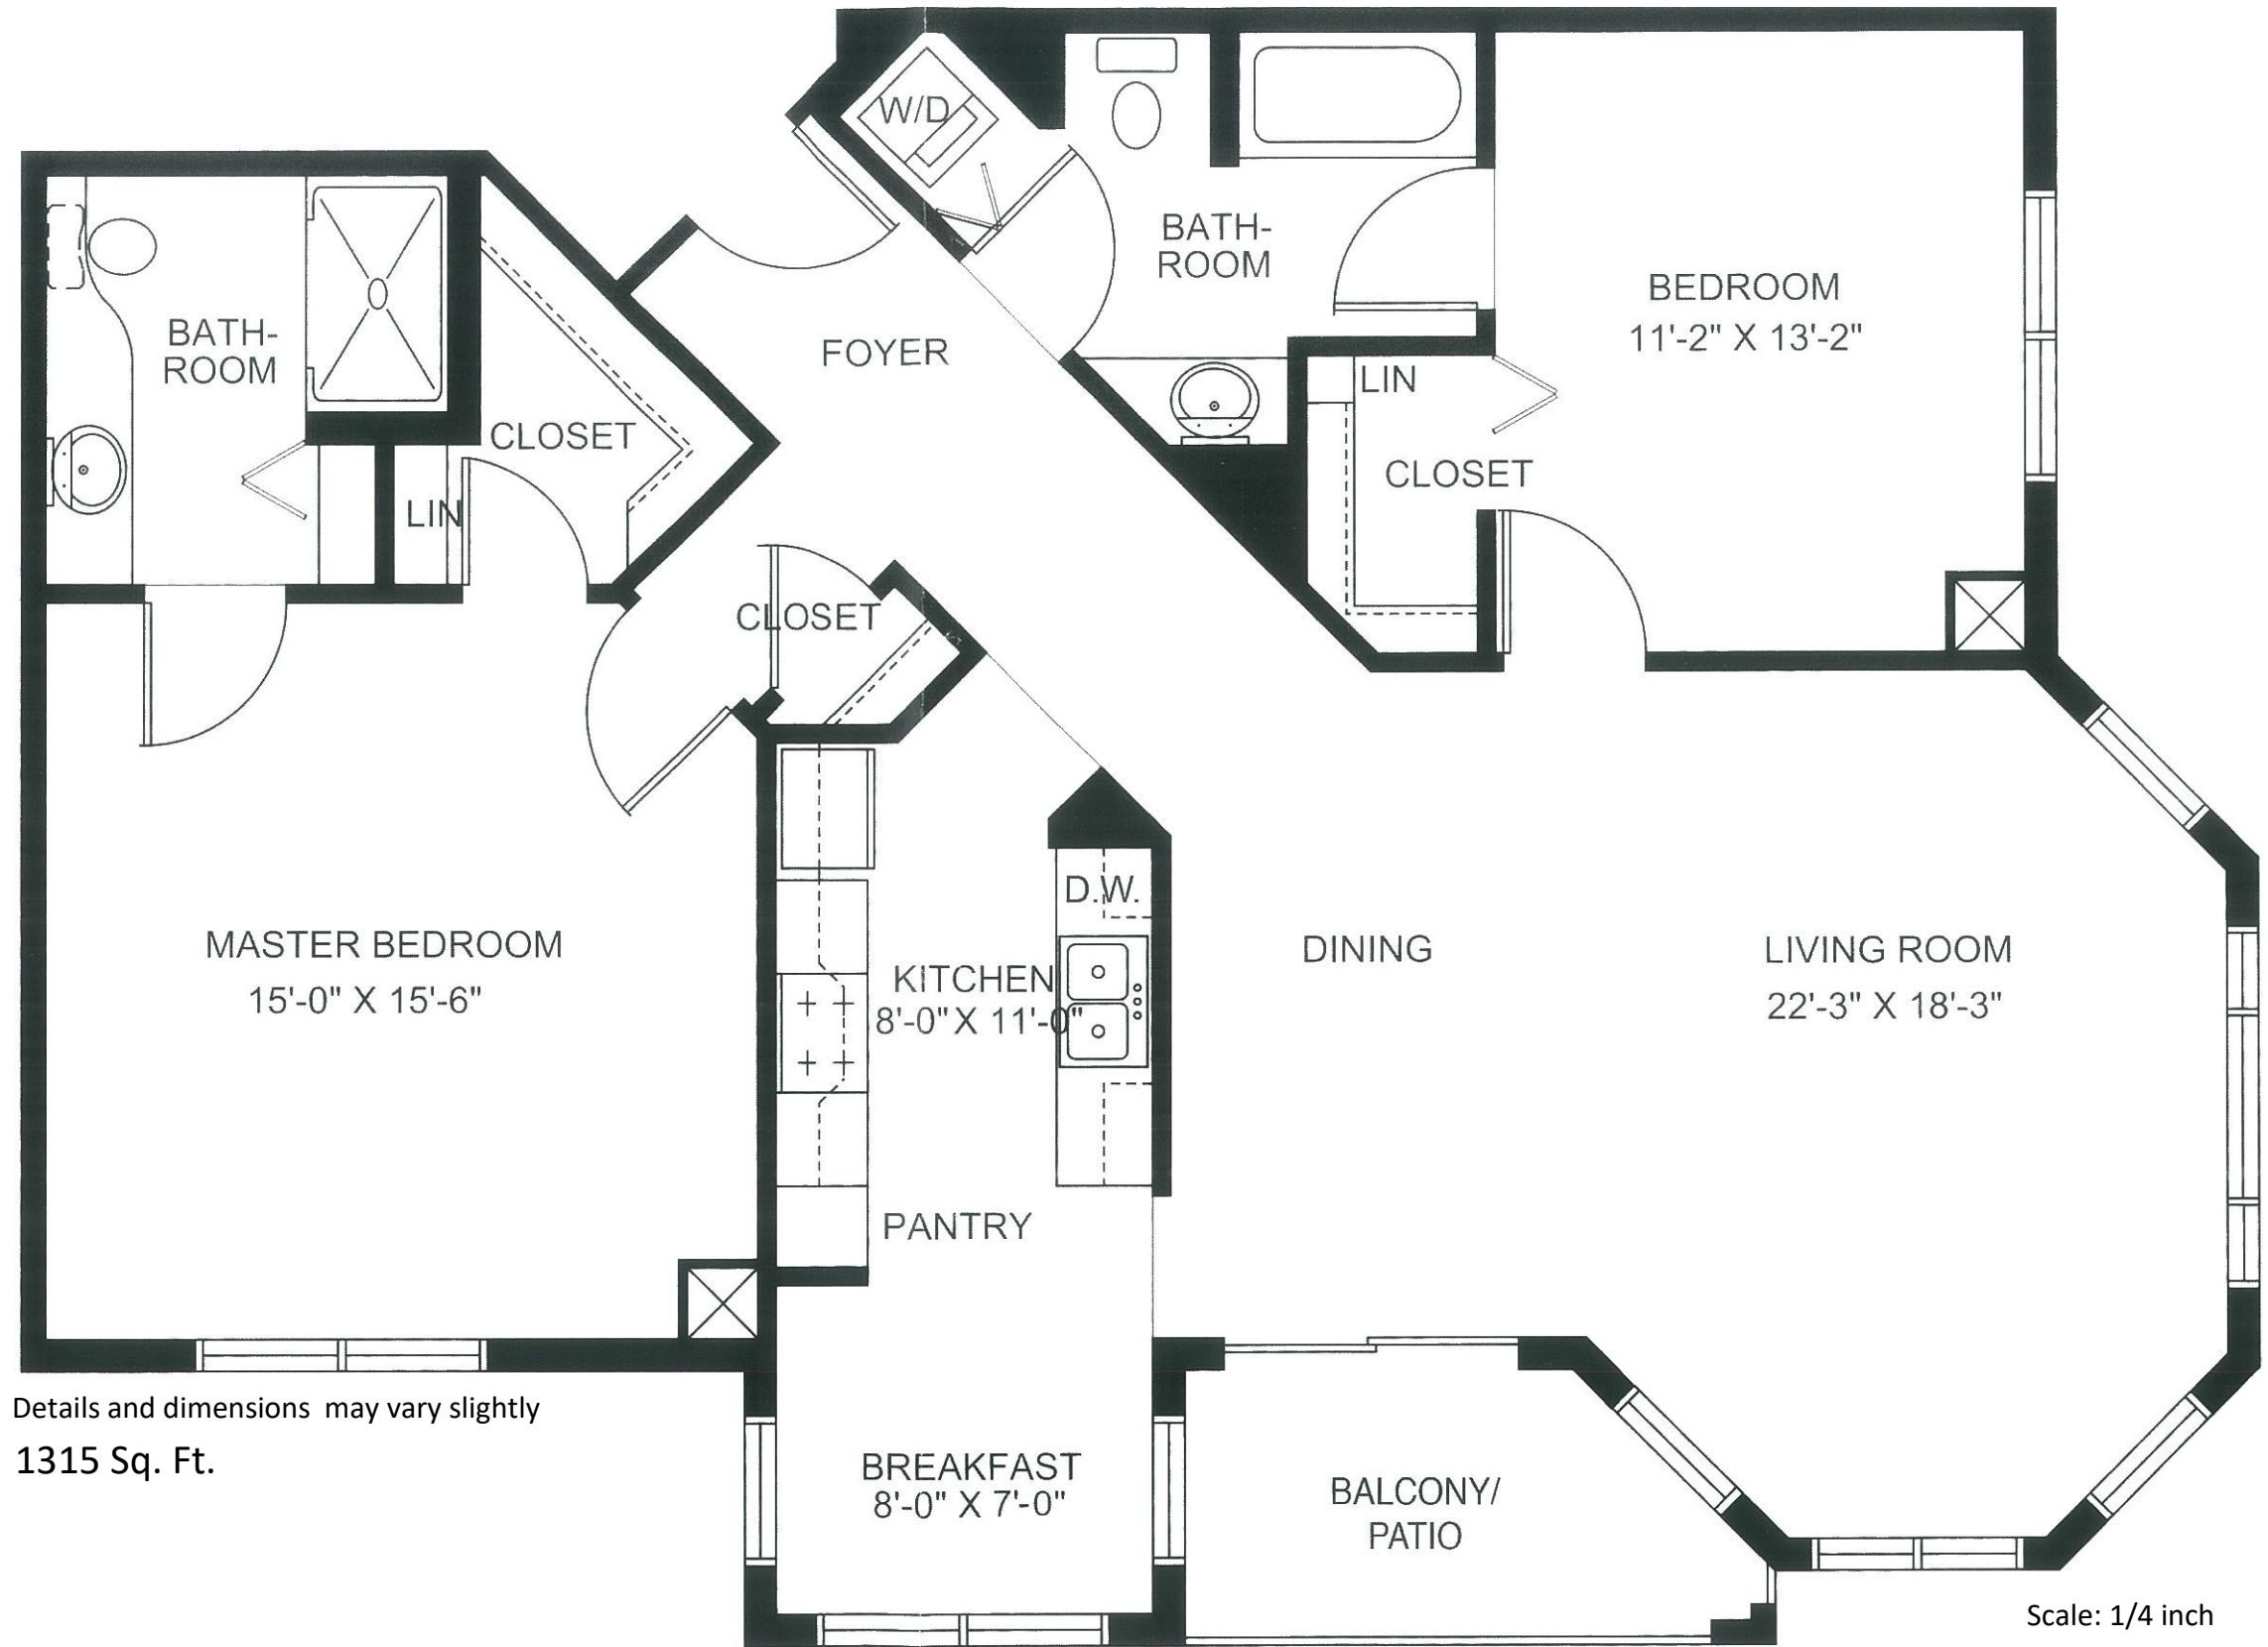 W/D
BATH-
ROOM
BEDROOM
11'-2" X 13'-2"
BATH-
ROOM
FOYER
LIN
CLOSET
CLOSET
LIN
CLOSET
D.W.
MASTER BEDROOM
15'-0" X 15'-6"
KITCHEN
8'-0" X 11'-0"
DINING
LIVING ROOM
22'-3" X 18'-3"
PANTRY
Details and dimensions may vary slightly
1315 Sq. Ft.
BREAKFAST
8'-0" X 7'-0"
BALCONY/
PATIO
Scale: 1/4 inch